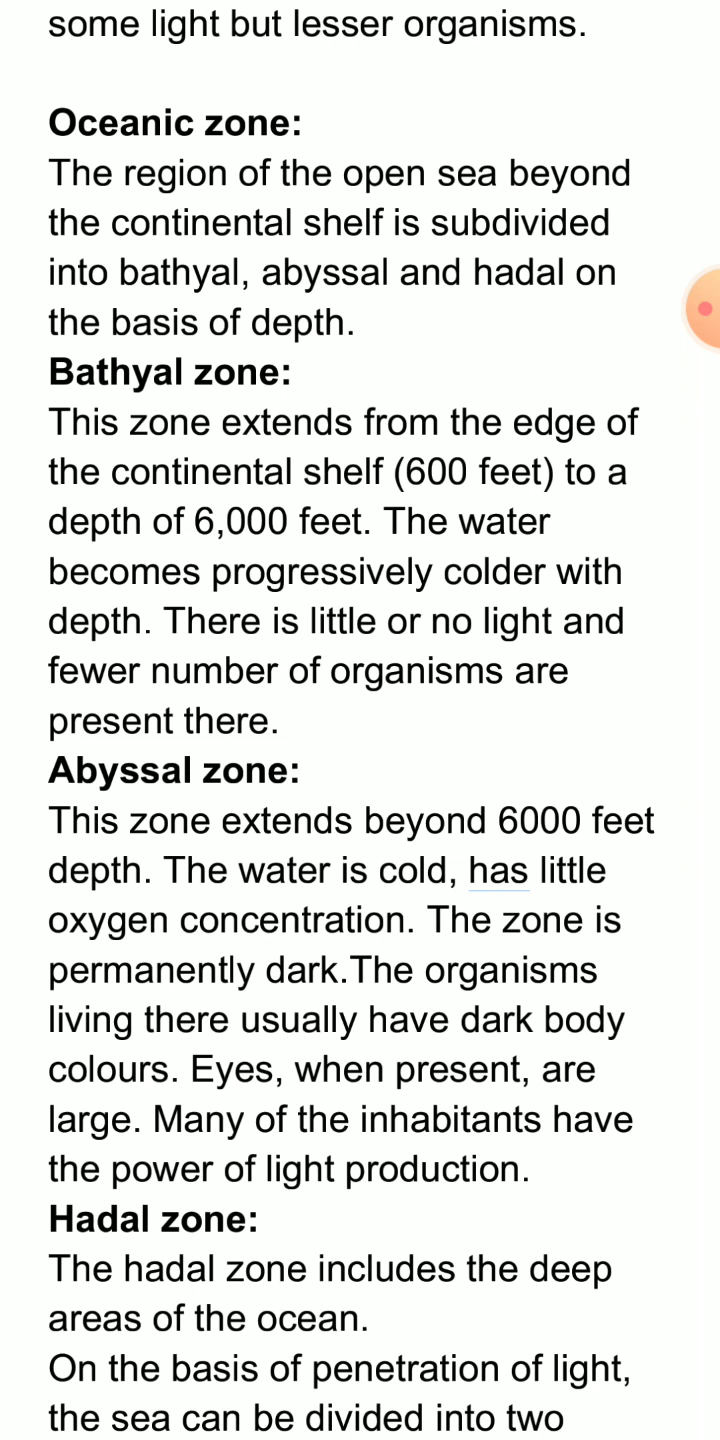 some light but lesser organisms.
Oceanic zone:
The region of the open sea beyond
the continental shelf is subdivided
into bathyal, abyssal and hadal on
the basis of depth.
Bathyal zone:
This zone extends from the edge of
the continental shelf (600 feet) to a
depth of 6,000 feet. The water
becomes progressively colder with
depth. There is little or no light and
fewer number of organisms are
present there.
Abyssal zone:
This zone extends beyond 6000 feet
depth. The water is cold, has little
oxygen concentration. The zone is
permanently dark.The organisms
living there usually have dark body
colours. Eyes, when present, are
large. Many of the inhabitants have
the power of light production.
Hadal zone:
The hadal zone includes the deep
areas of the ocean.
On the basis of penetration of light,
the sea can be divided into two